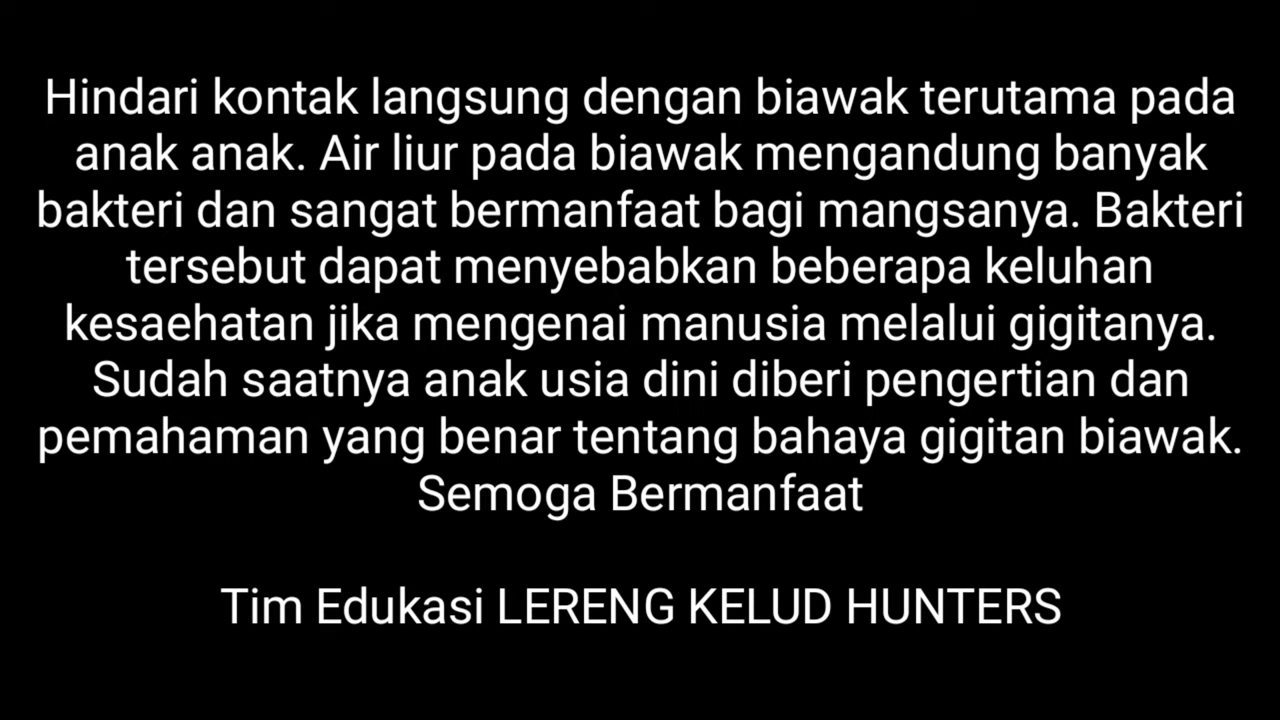 Hindari kontak langsung dengan biawak terutama pada
anak anak. Air liur pada biawak mengandung banyak
bakteri dan sangat bermanfaat bagi mangsanya. Bakteri
tersebut dapat menyebabkan beberapa keluhan
kesaehatan jika mengenai manusia melalui gigitanya.
Sudah saatnya anak usia dini diberi pengertian dan
pemahaman yang benar tentang bahaya gigitan biawak.
Semoga Bermanfaat
Tim Edukasi LERENG KELUD HUNTERS